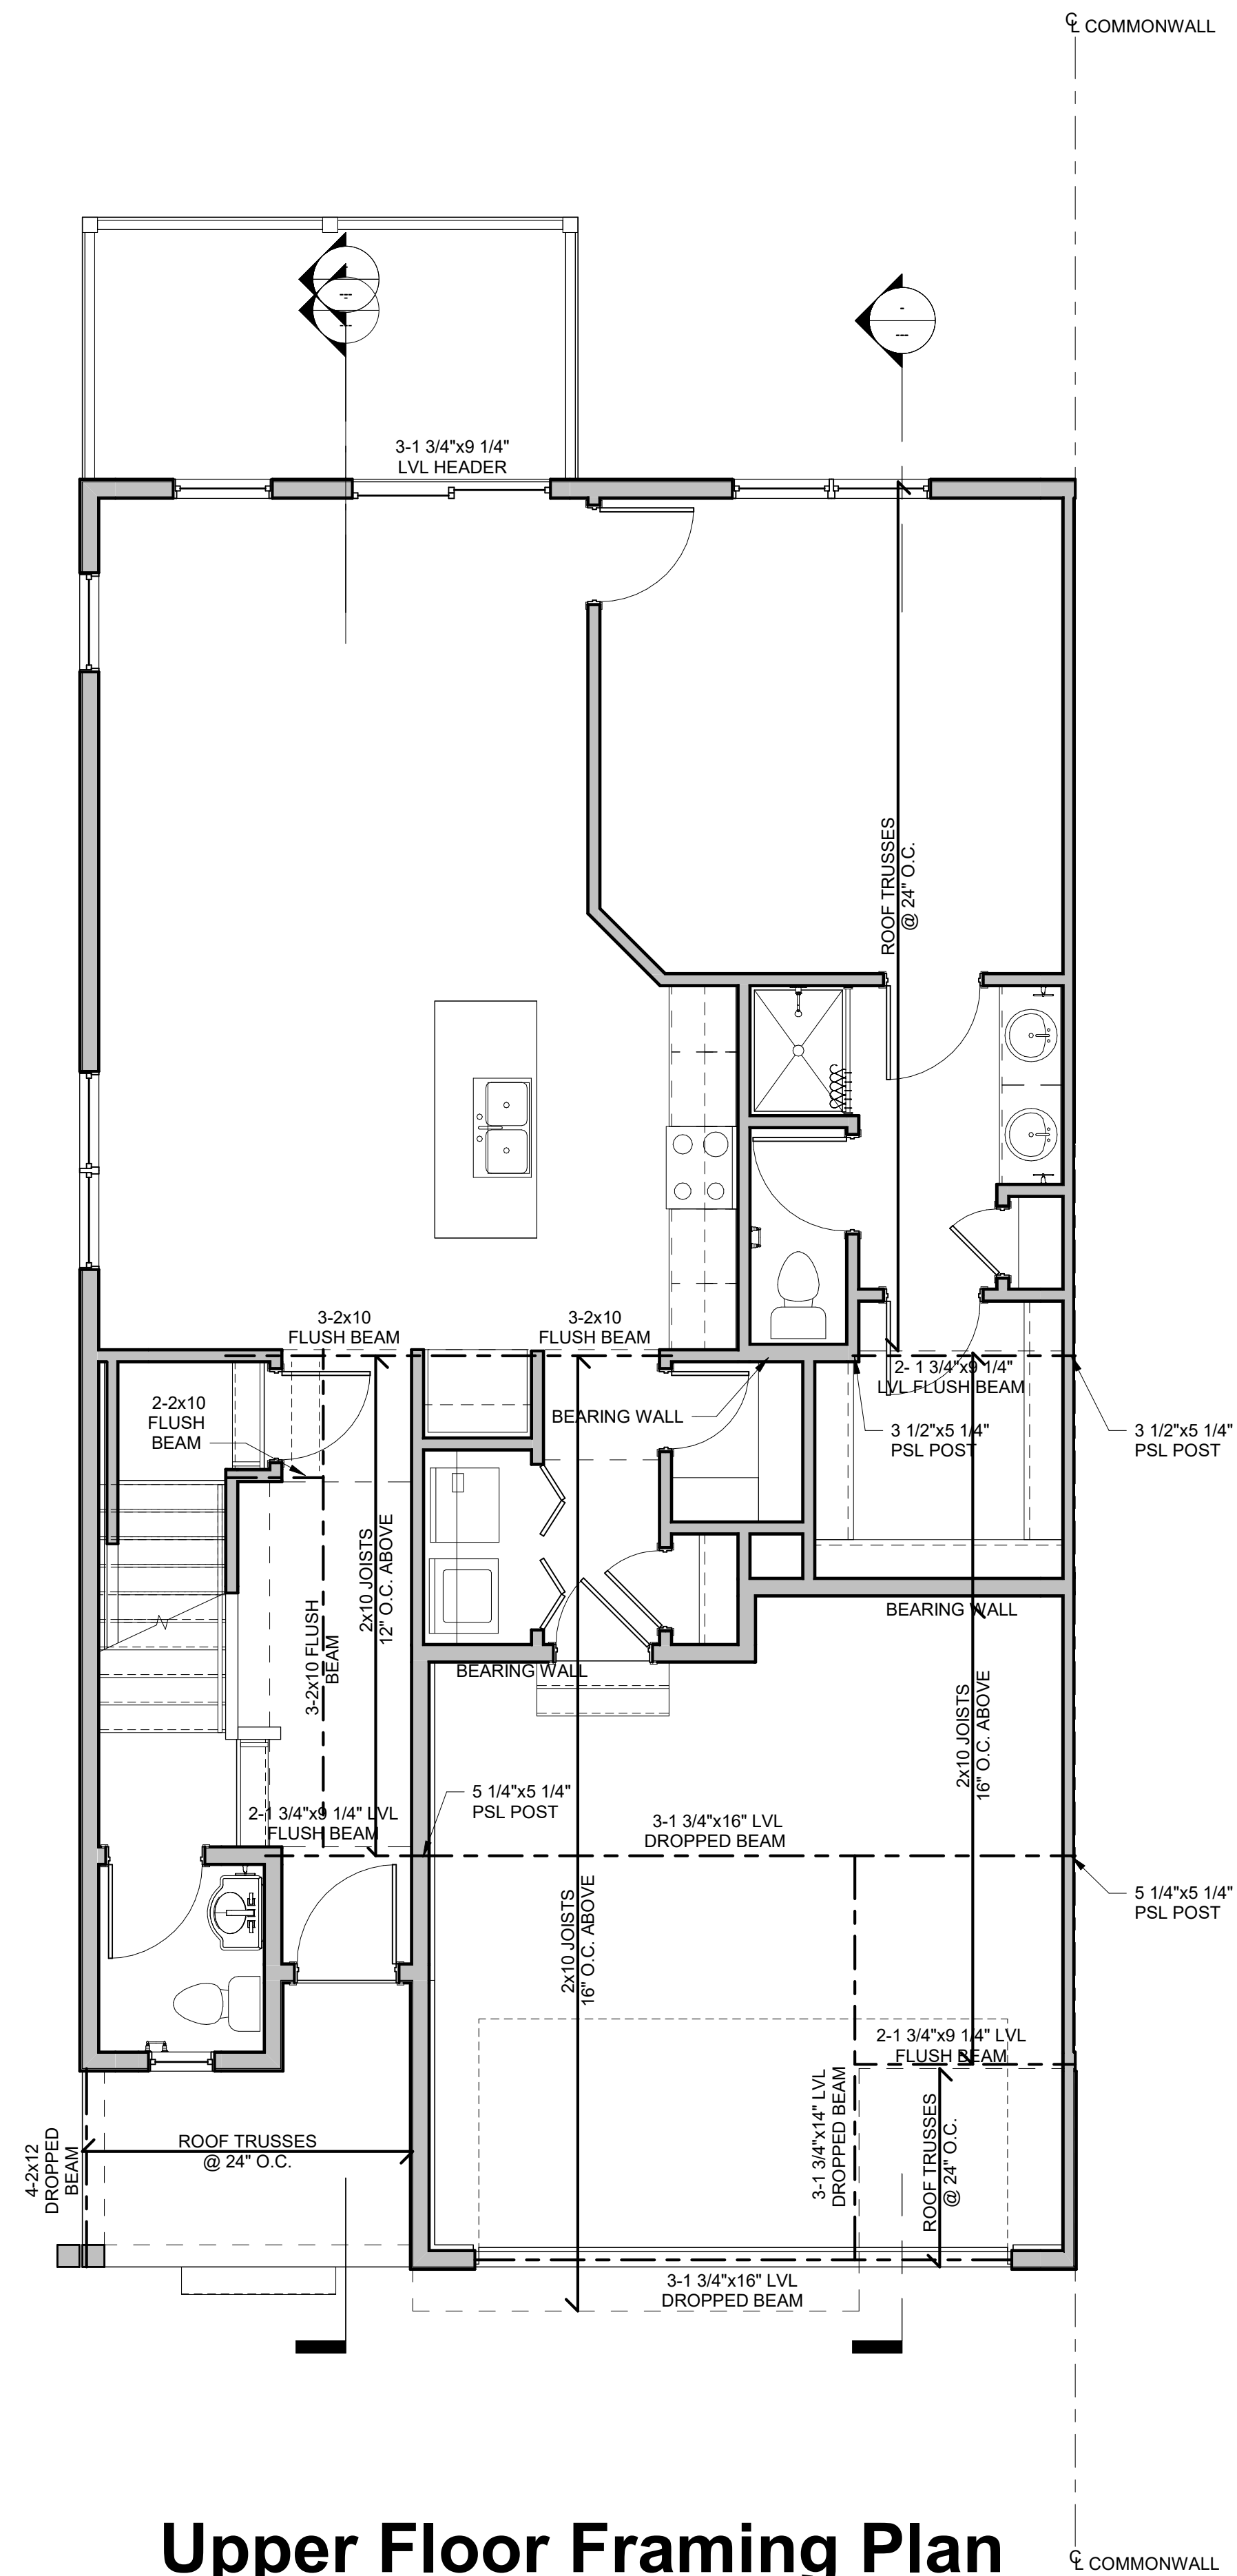 ℄ COMMONWALL
-
---
---
-
---
3-1 3/4"x9 1/4"
LVL HEADER
ROOF TRUSSES
@ 24" O.C.
3-2x10
FLUSH BEAM
3-2x10
FLUSH BEAM
2- 1 3/4"x9 1/4"
LVL FLUSH BEAM
2-2x10
FLUSH
BEAM
BEARING WALL
3 1/2"x5 1/4"
PSL POST
3 1/2"x5 1/4"
PSL POST
2x10 JOISTS
12" O.C. ABOVE
3-2x10 FLUSH
BEAM
BEARING WALL
BEARING WALL
2x10 JOISTS
16" O.C. ABOVE
5 1/4"x5 1/4"
PSL POST
2-1 3/4"x9 1/4" LVL
FLUSH BEAM
3-1 3/4"x16" LVL
DROPPED BEAM
5 1/4"x5 1/4"
PSL POST
2x10 JOISTS
16" O.C. ABOVE
2-1 3/4"x9 1/4" LVL
FLUSH BEAM
3-1 3/4"x14" LVL
DROPPED BEAM
ROOF TRUSSES
@ 24" O.C.
4-2x12
DROPPED
BEAM
ROOF TRUSSES
@ 24" O.C.
3-1 3/4"x16" LVL
DROPPED BEAM
Upper Floor Framing Plan
℄ COMMONWALL